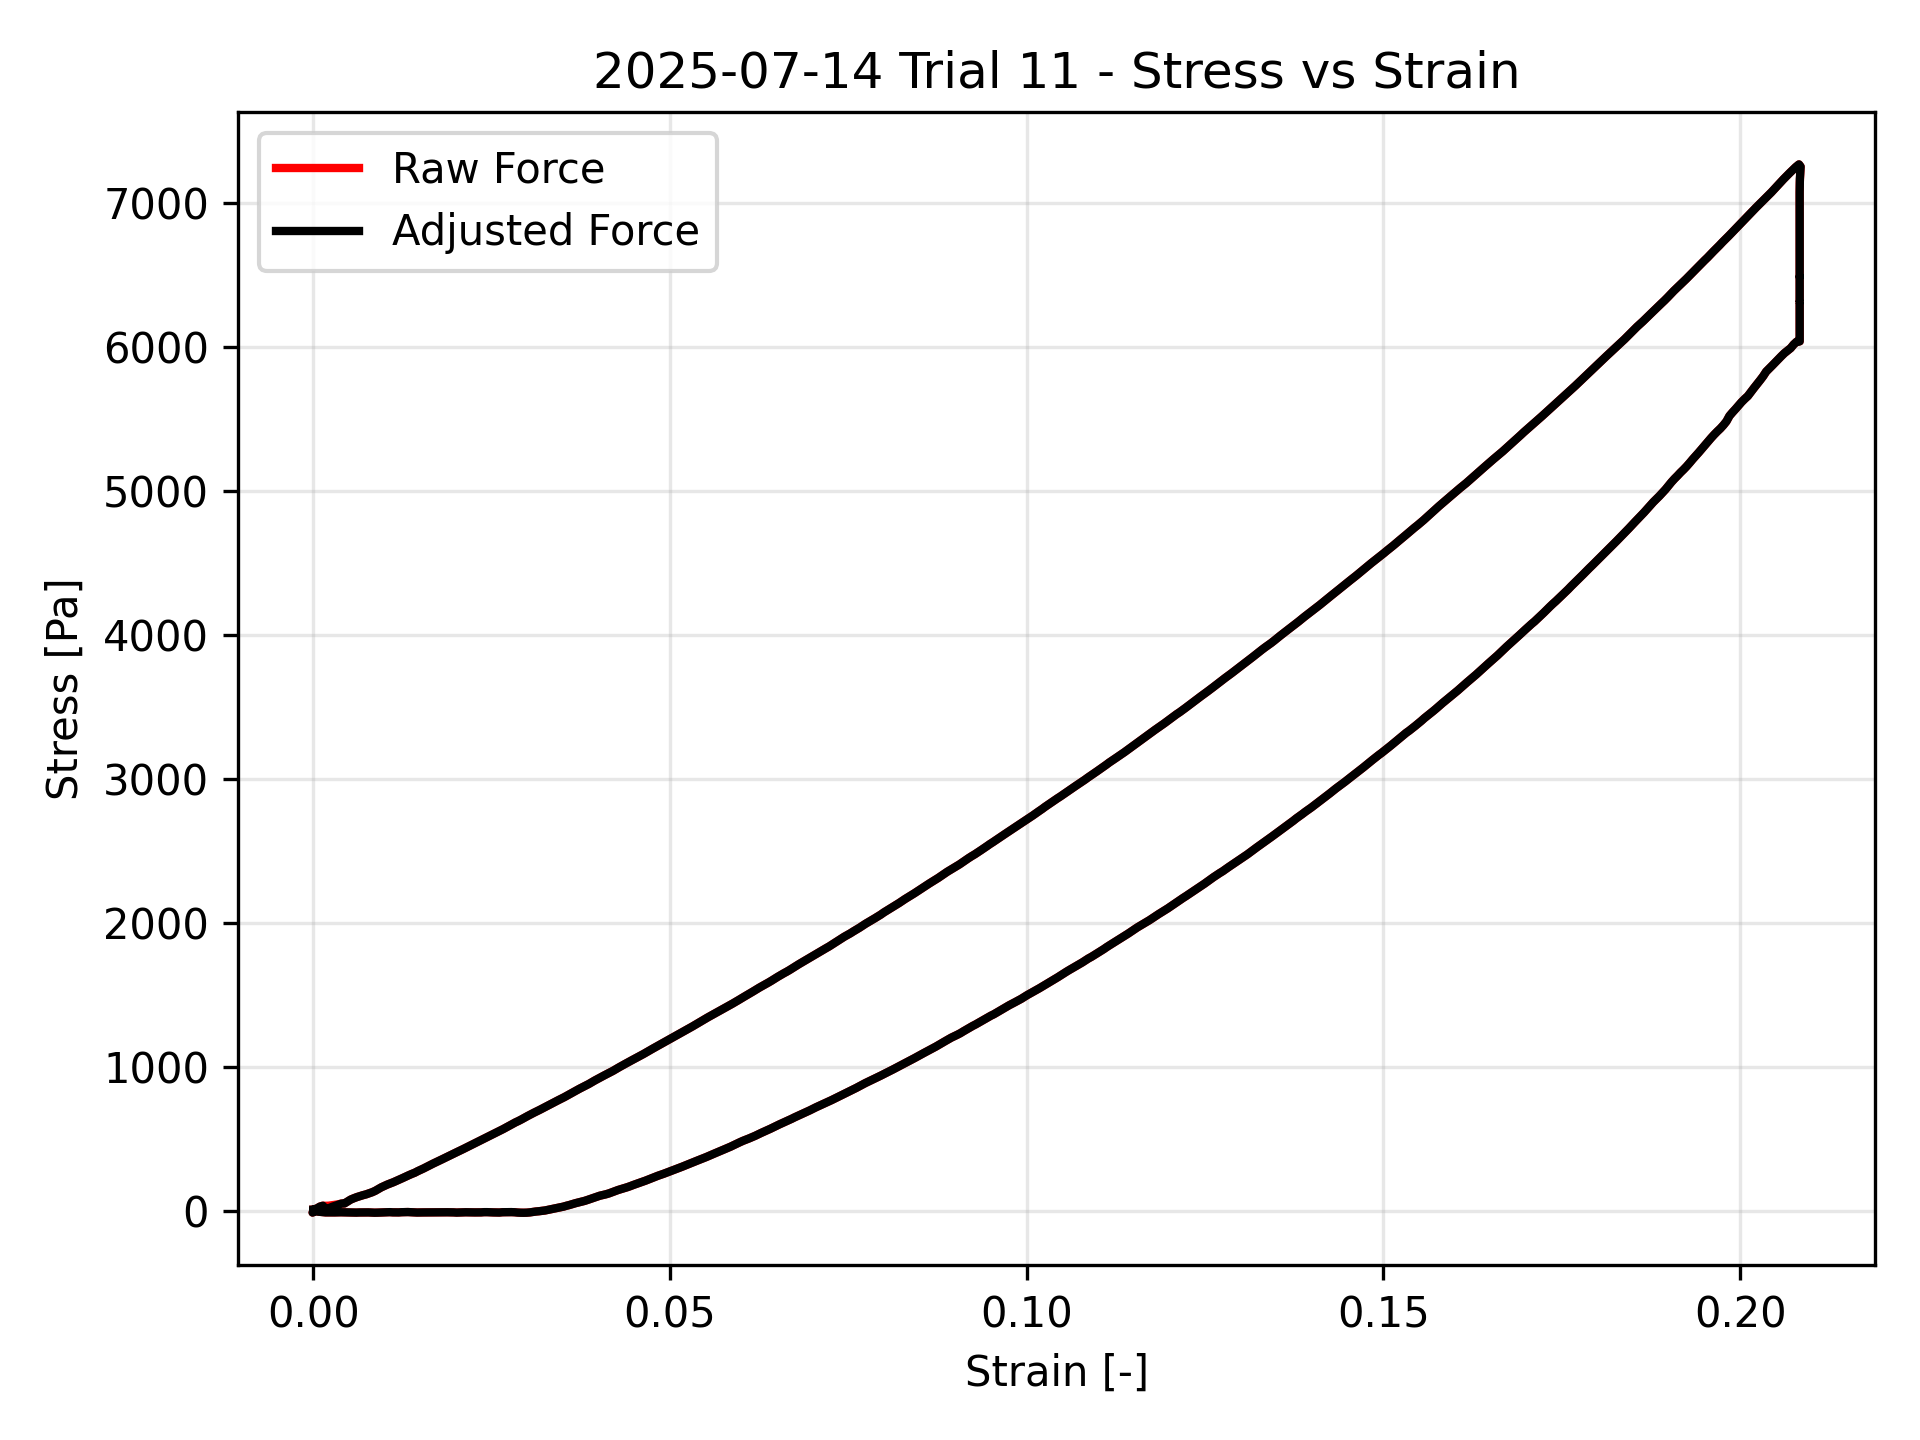 2025-07-14 Trial 11 - Stress vs Strain
Raw Force
Adjusted Force
Stress [Pa]
7000
6000
5000
4000
3000
2000
1000
0
0.00 0.05 0.10 0.15 0.20
Strain [-]